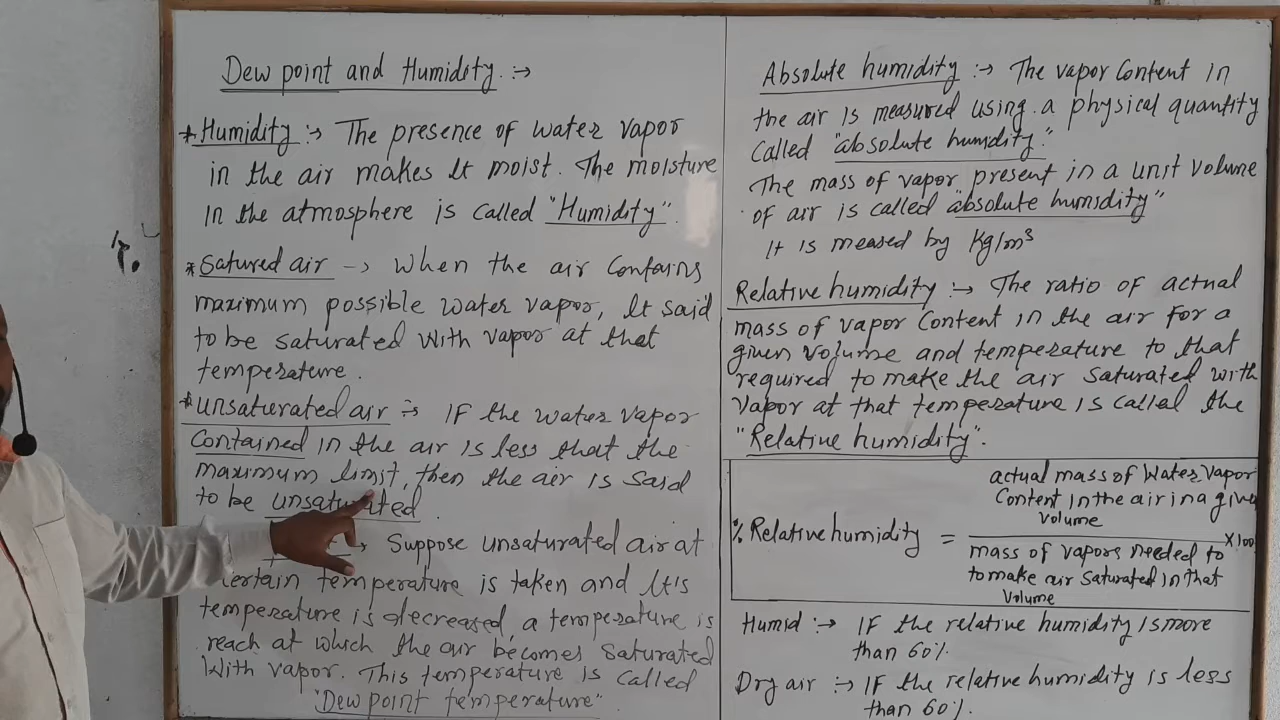 Dew point and Humidity :→
* Humidity :→ The presence of water vapor
in the air makes it moist. The moisture
in the atmosphere is called "Humidity".
* Satured air → When the air contains
maximum possible water vapor, It said
to be saturated with vapor at that
temperature.
* Unsaturated air :- IF the water vapor
Contained in the air is less that the
maximum limit, then the air is said
to be unsaturated.
→ Suppose unsaturated air at
certain temperature is taken and It's
temperature is decreased, a temperature is
reach at which the air becomes saturated
with vapor. This temperature is called
"Dew point temperature".
Absolute humidity :→ The vapor content in
the air is measured using a physical quantity
called "absolute humidity".
The mass of vapor present in a unit volume
of air is called "absolute humidity"
It is meased by Kg/m³
Relative humidity :→ The ratio of actual
mass of vapor content in the air for a
given volume and temperature to that
required to make the air saturated with
vapor at that temperature is called the
"Relative humidity".
% Relative humidity = actual mass of water vapor
content in the air in a given
volume
mass of vapors needed to
to make air saturated in that
volume
×100
Humid :→ IF the relative humidity is more
than 60%.
Dry air :→ IF the relative humidity is less
than 60%.